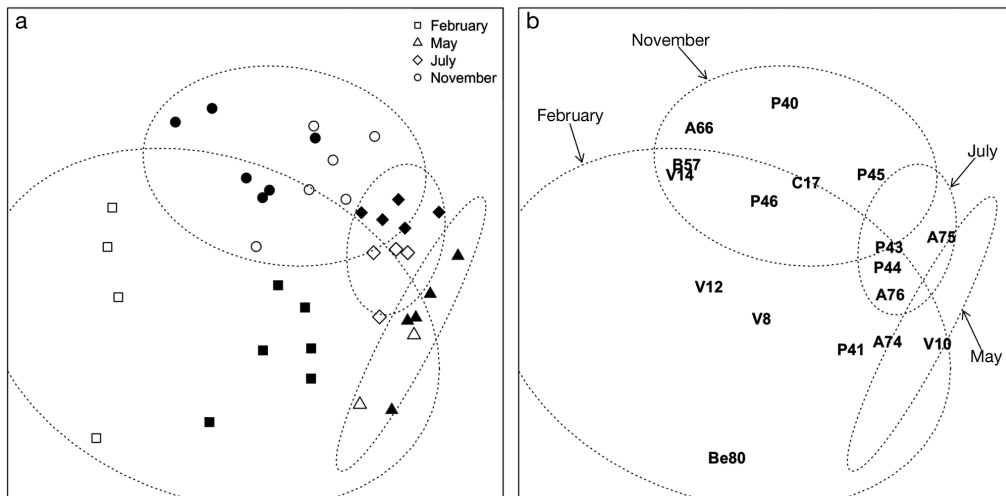 a
February
May
July
November
b
November
February
July
May
P40
A66
B57
V14
P45
C17
P46
A75
P43
P44
A76
V12
V8
A74
V10
P41
Be80